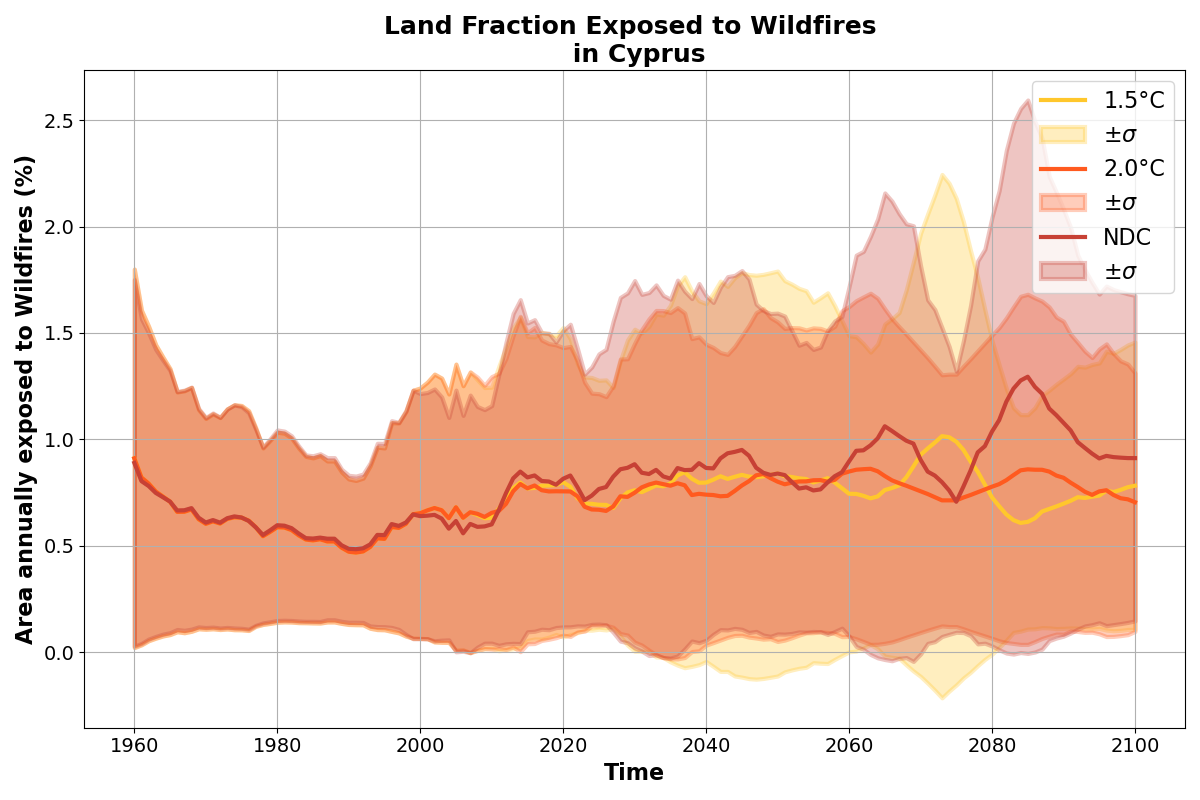 Land Fraction Exposed to Wildfires
in Cyprus
Area annually exposed to Wildfires (%)
2.5
2.0
1.5
1.0
0.5
0.0
1.5°C
±σ
2.0°C
±σ
NDC
±σ
1960
1980
2000
2020
2040
2060
2080
2100
Time